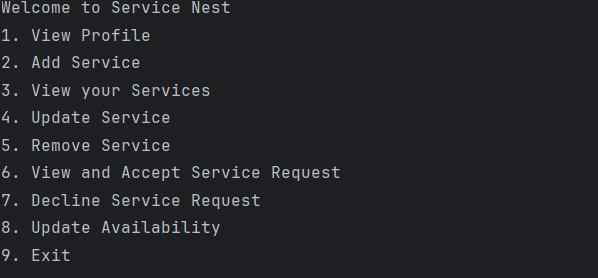 Welcome to Service Nest
1. View Profile
2. Add Service
3. View your Services
4. Update Service
5. Remove Service
6. View and Accept Service Request
7. Decline Service Request
8. Update Availability
9. Exit